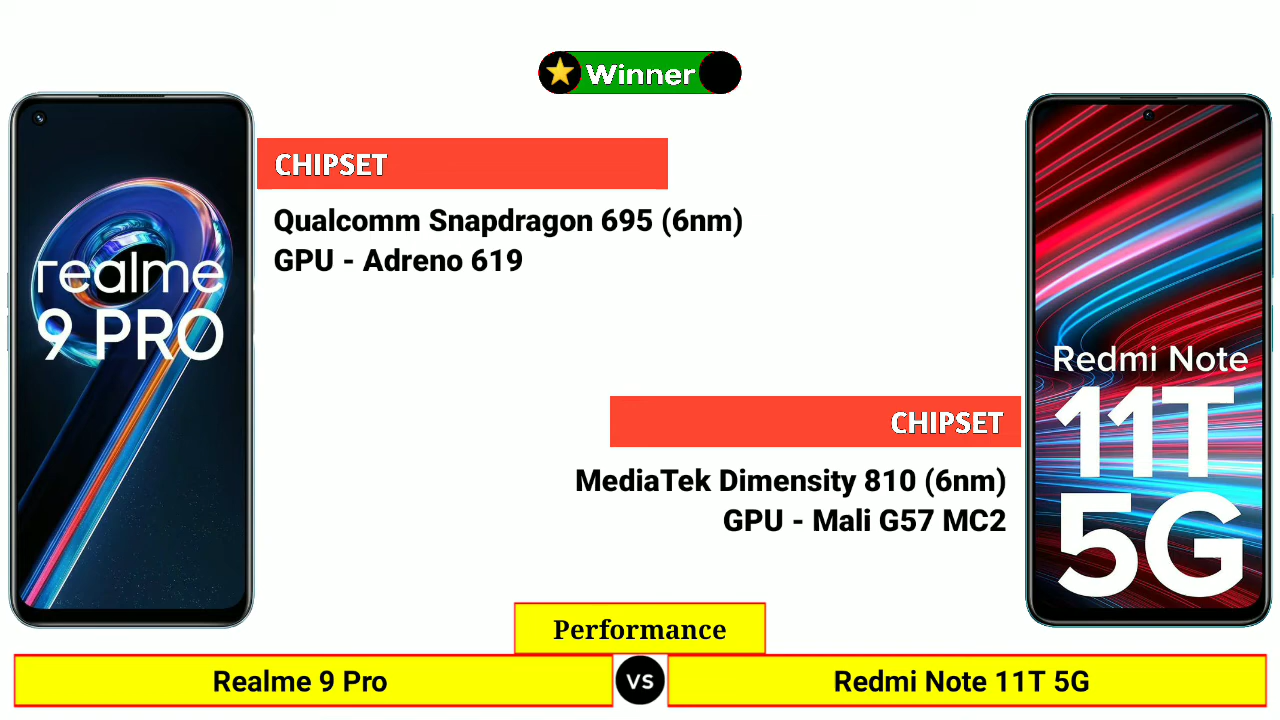 Winner
CHIPSET
Qualcomm Snapdragon 695 (6nm)
GPU - Adreno 619
realme
9 PRO
Redmi Note
11T
5G
CHIPSET
MediaTek Dimensity 810 (6nm)
GPU - Mali G57 MC2
Performance
Realme 9 Pro
VS
Redmi Note 11T 5G